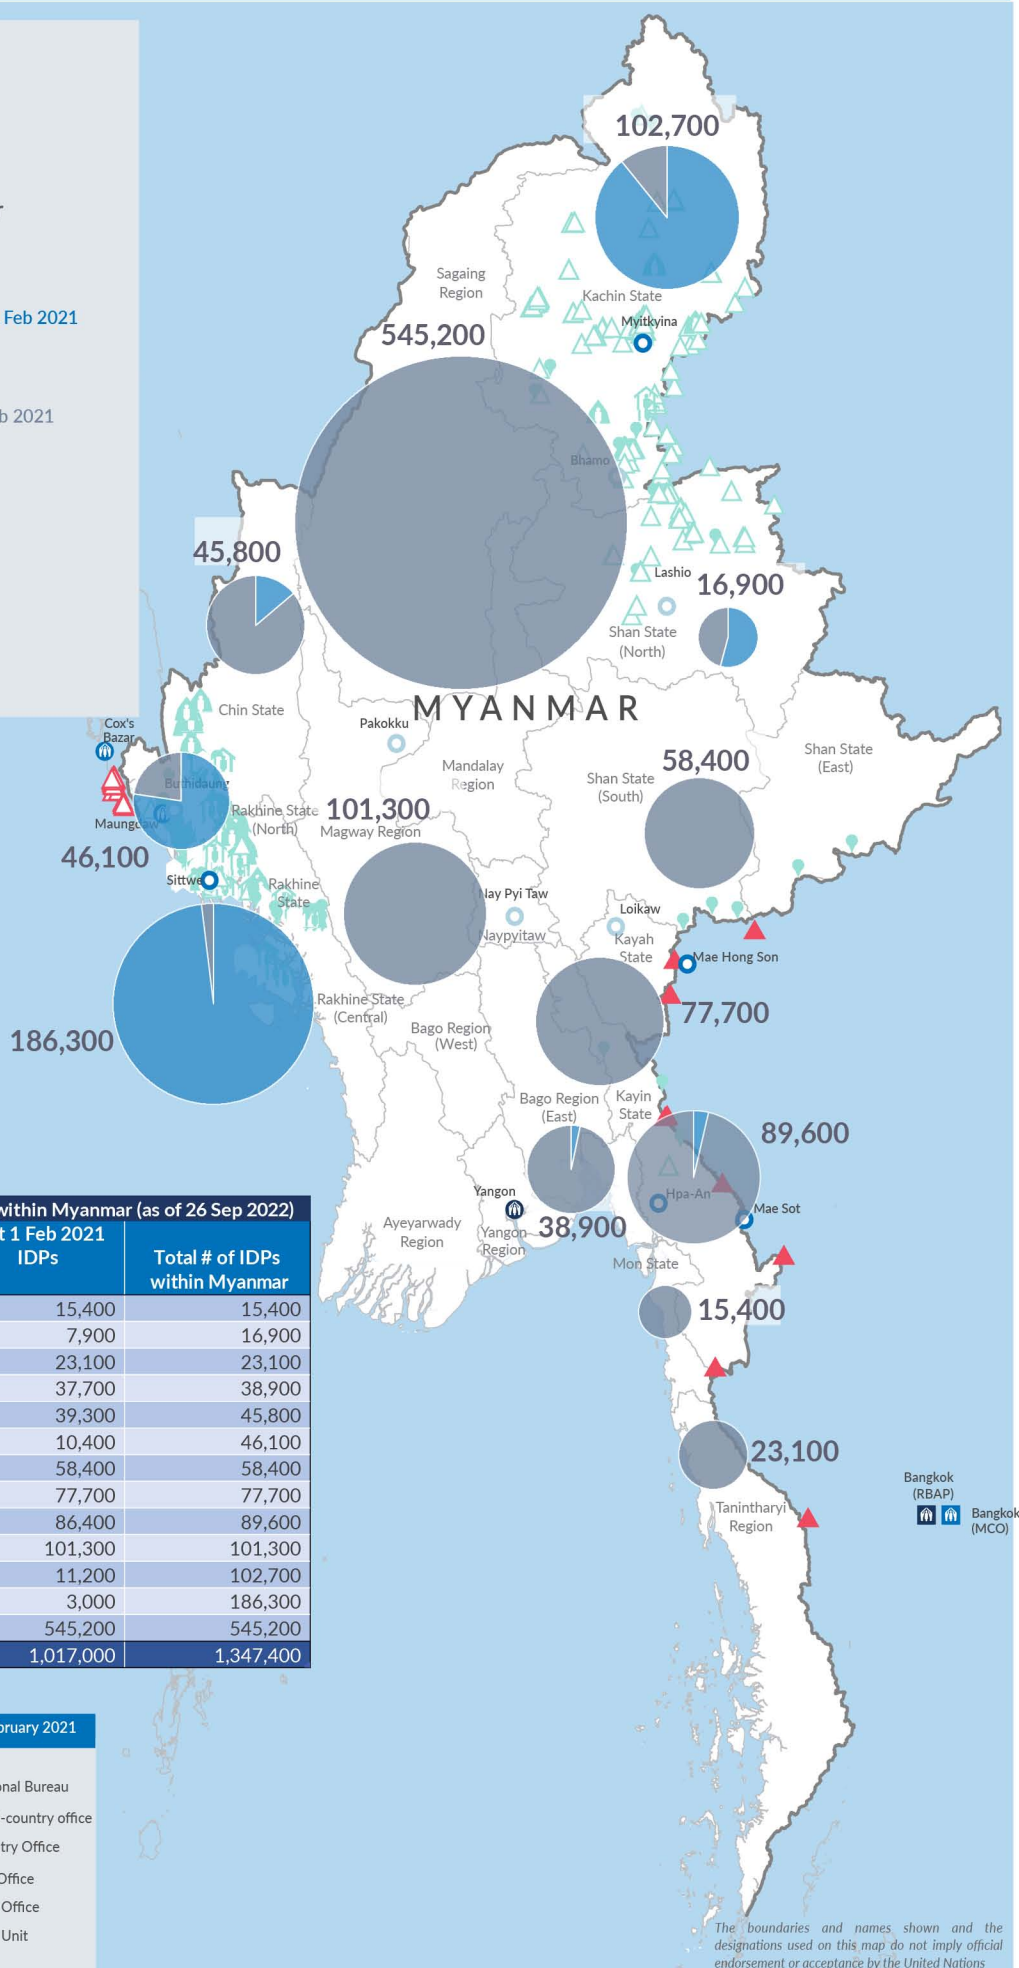 Feb 2021
b 2021
102,700
Sagaing
Region
Kachin State
Myitkyina
545,200
Bhamo
45,800
Lashio
16,900
Shan State
(North)
MYANMAR
Chin State
Cox's
Bazar
Pakokku
Mandalay
Region
58,400
Shan State
(East)
Shan State
(South)
Buthidaung
Rakhine State
(North)
101,300
Magway Region
Maungdaw
46,100
Sittwe
Rakhine
State
Nay Pyi Taw
Naypyitaw
Loikaw
Kayah
State
Mae Hong Son
77,700
Rakhine State
(Central)
Bago Region
(West)
186,300
Bago Region
(East)
Kayin
State
89,600
Yangon
Yangon
Region
Ayeyarwady
Region
38,900
Hpa-An
Mae Sot
Mon State
15,400
23,100
Tanintharyi
Region
Bangkok
(RBAP)
Bangkok
(MCO)
within Myanmar (as of 26 Sep 2022)
t 1 Feb 2021
IDPs
Total # of IDPs
within Myanmar
15,400 15,400
7,900 16,900
23,100 23,100
37,700 38,900
39,300 45,800
10,400 46,100
58,400 58,400
77,700 77,700
86,400 89,600
101,300 101,300
11,200 102,700
3,000 186,300
545,200 545,200
1,017,000 1,347,400
bruary 2021
onal Bureau
-country office
try Office
Office
Office
Unit
The boundaries and names shown and the
designations used on this map do not imply official
endorsement or acceptance by the United Nations